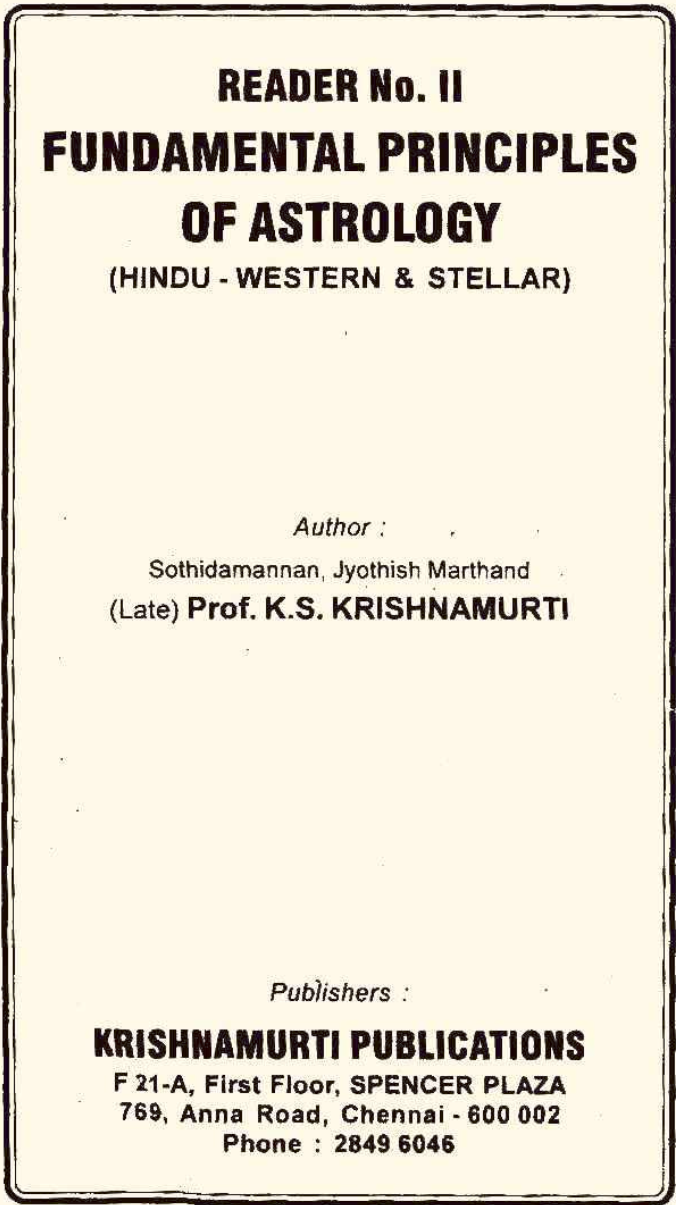 READER No. II
FUNDAMENTAL PRINCIPLES
OF ASTROLOGY
(HINDU - WESTERN & STELLAR)
Author :
Sothidamannan, Jyothish Marthand
(Late) Prof. K.S. KRISHNAMURTI
Publishers :
KRISHNAMURTI PUBLICATIONS
F 21-A, First Floor, SPENCER PLAZA
769, Anna Road, Chennai - 600 002
Phone : 2849 6046